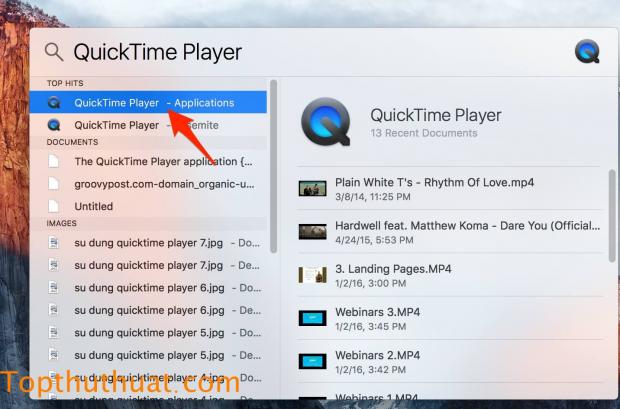 QuickTime Player
TOP HITS
QuickTime Player - Applications
QuickTime Player - semite
DOCUMENTS
The QuickTime Player application {...
groovypost.com-domain_organic-u...
Untitled
IMAGES
su dung quicktime player 7.jpg - Do...
su dung quicktime player 7.jpg - De...
su dung quicktime player 6.jpg - Do...
su dung quicktime player 6.jpg - De...
su dung quicktime player 5.jpg - Do...
su dung quicktime player 5.jpg - De...
su dung quicktime player 4.jpg - Do...
QuickTime Player
13 Recent Documents
Plain White T's - Rhythm Of Love.mp4
3/8/14, 11:25 PM
Hardwell feat. Matthew Koma - Dare You (Official...
4/24/15, 5:53 PM
3. Landing Pages.MP4
1/2/16, 3:00 PM
Webinars 3.MP4
1/2/16, 3:45 PM
Webinars 2.MP4
1/2/16, 3:42 PM
Webinars 1.MP4
Topthuthuat.com